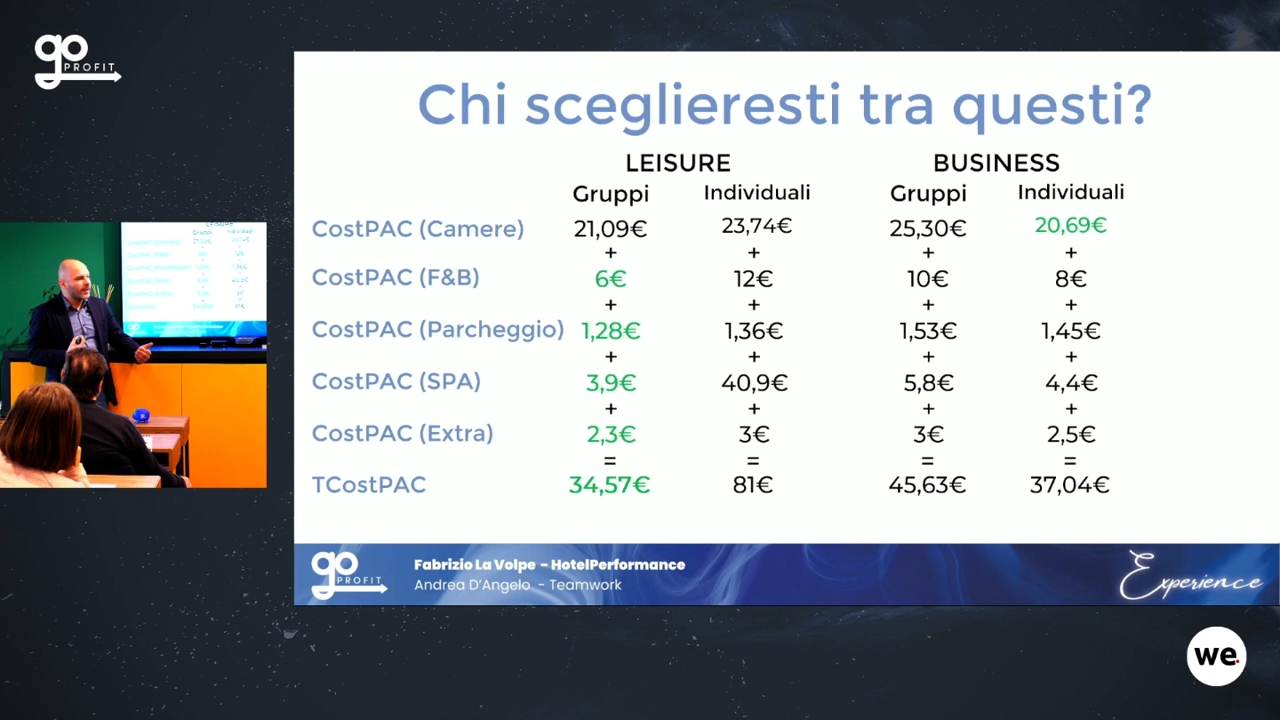 go
PROFIT
Chi sceglieresti tra questi?
LEISURE BUSINESS
Gruppi Individuali Gruppi Individuali
CostPAC (Camere) 21,09€ 23,74€ 25,30€ 20,69€
+ + + +
CostPAC (F&B) 6€ 12€ 10€ 8€
+ + + +
CostPAC (Parcheggio) 1,28€ 1,36€ 1,53€ 1,45€
+ + + +
CostPAC (SPA) 3,9€ 40,9€ 5,8€ 4,4€
+ + + +
CostPAC (Extra) 2,3€ 3€ 3€ 2,5€
= = = =
TCostPAC 34,57€ 81€ 45,63€ 37,04€
go
PROFIT
Fabrizio La Volpe - HotelPerformance
Andrea D'Angelo - Teamwork
Experience
we.